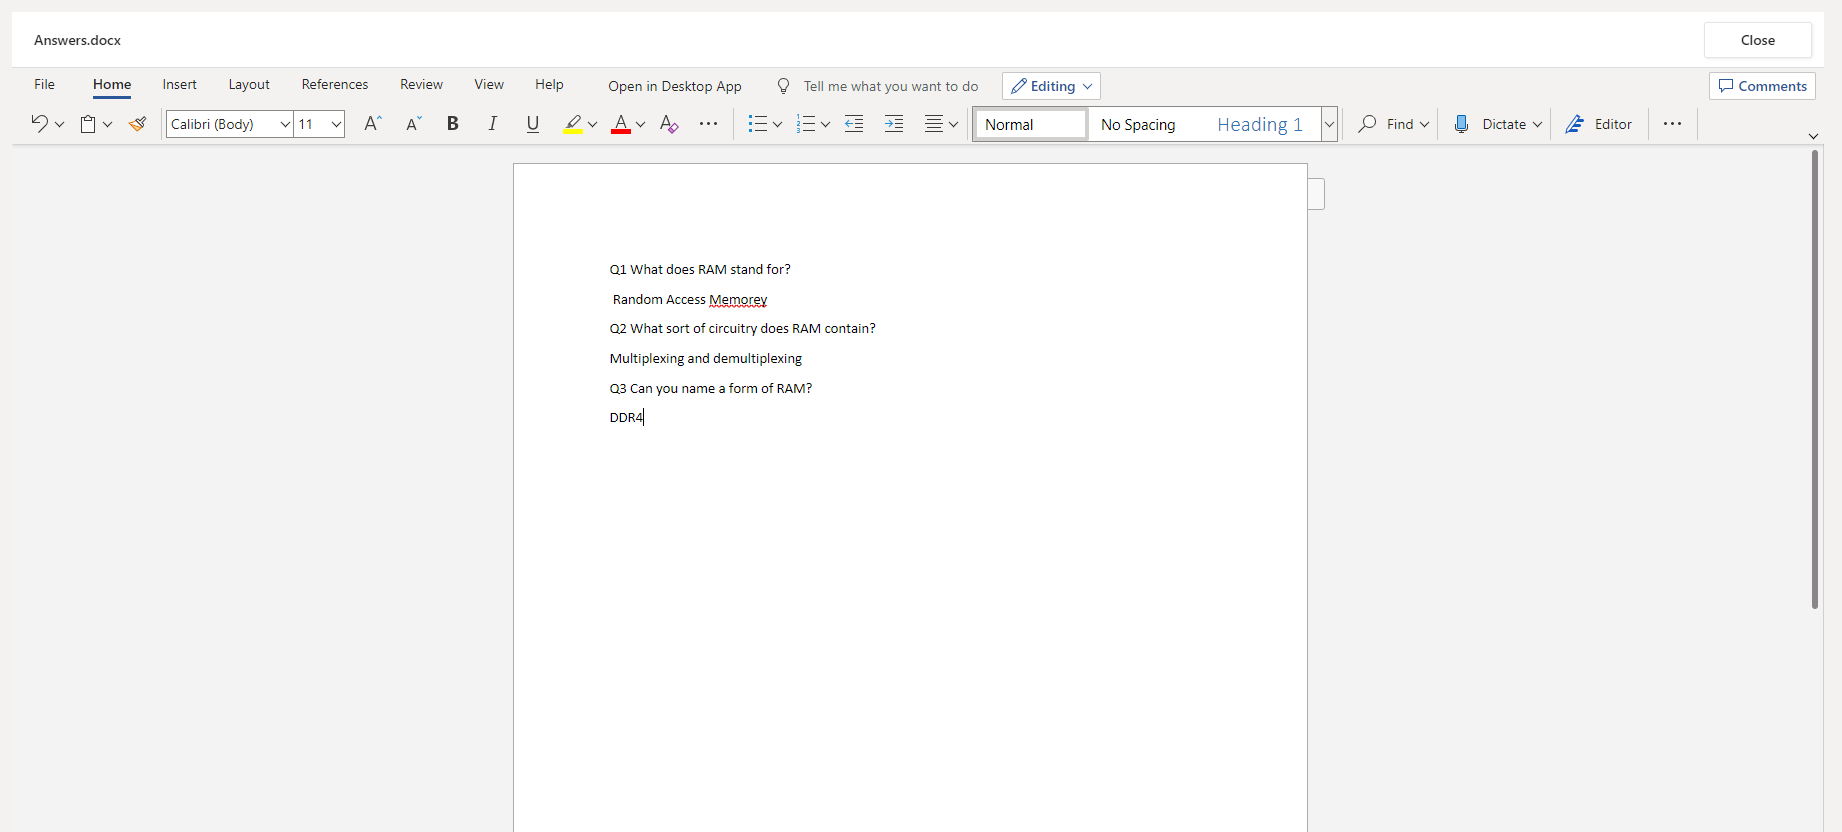 Answers.docx
Close
File Home Insert Layout References Review View Help Open in Desktop App Tell me what you want to do Editing Comments
Calibri (Body) 11 A A B I U A A Normal No Spacing Heading 1 Find Dictate Editor
Q1 What does RAM stand for?
Random Access Memorey
Q2 What sort of circuitry does RAM contain?
Multiplexing and demultiplexing
Q3 Can you name a form of RAM?
DDR4